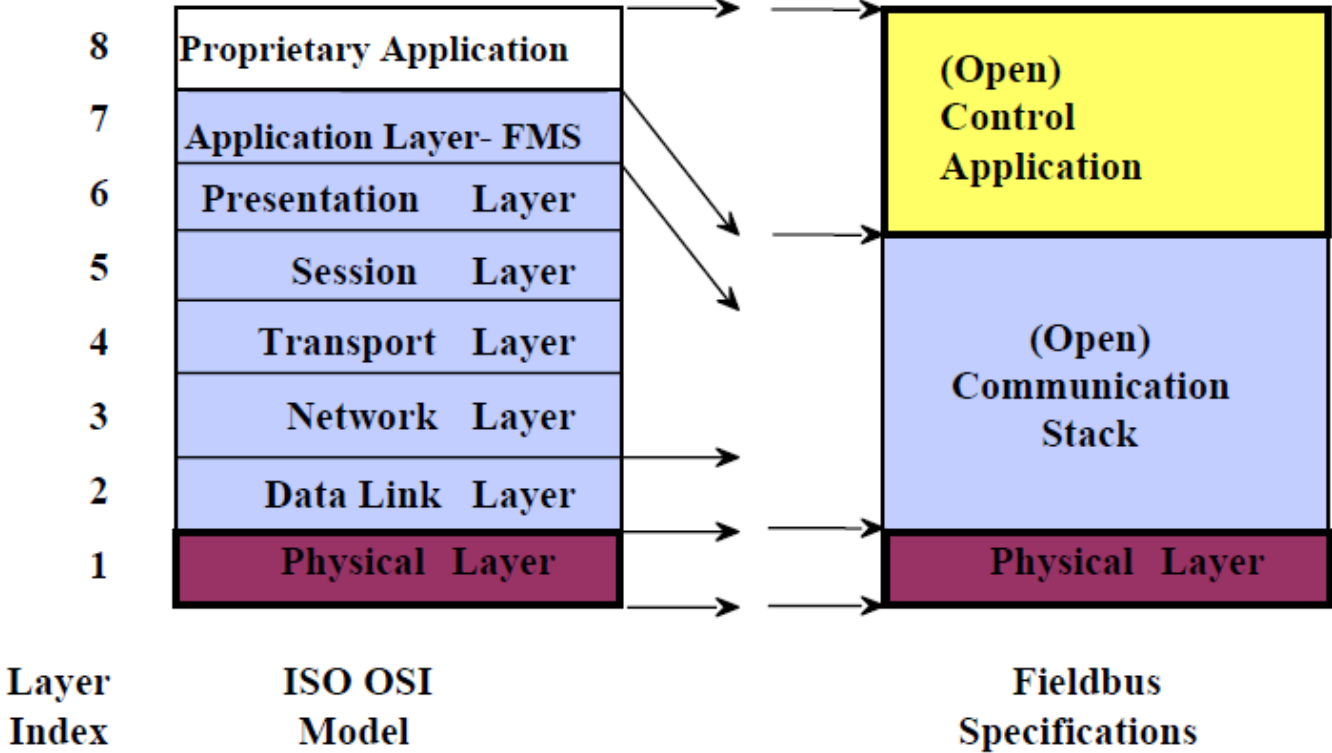 8 Proprietary Application
7 Application Layer- FMS
6 Presentation Layer
5 Session Layer
4 Transport Layer
3 Network Layer
2 Data Link Layer
1 Physical Layer
(Open)
Control
Application
(Open)
Communication
Stack
Physical Layer
Layer
Index
ISO OSI
Model
Fieldbus
Specifications